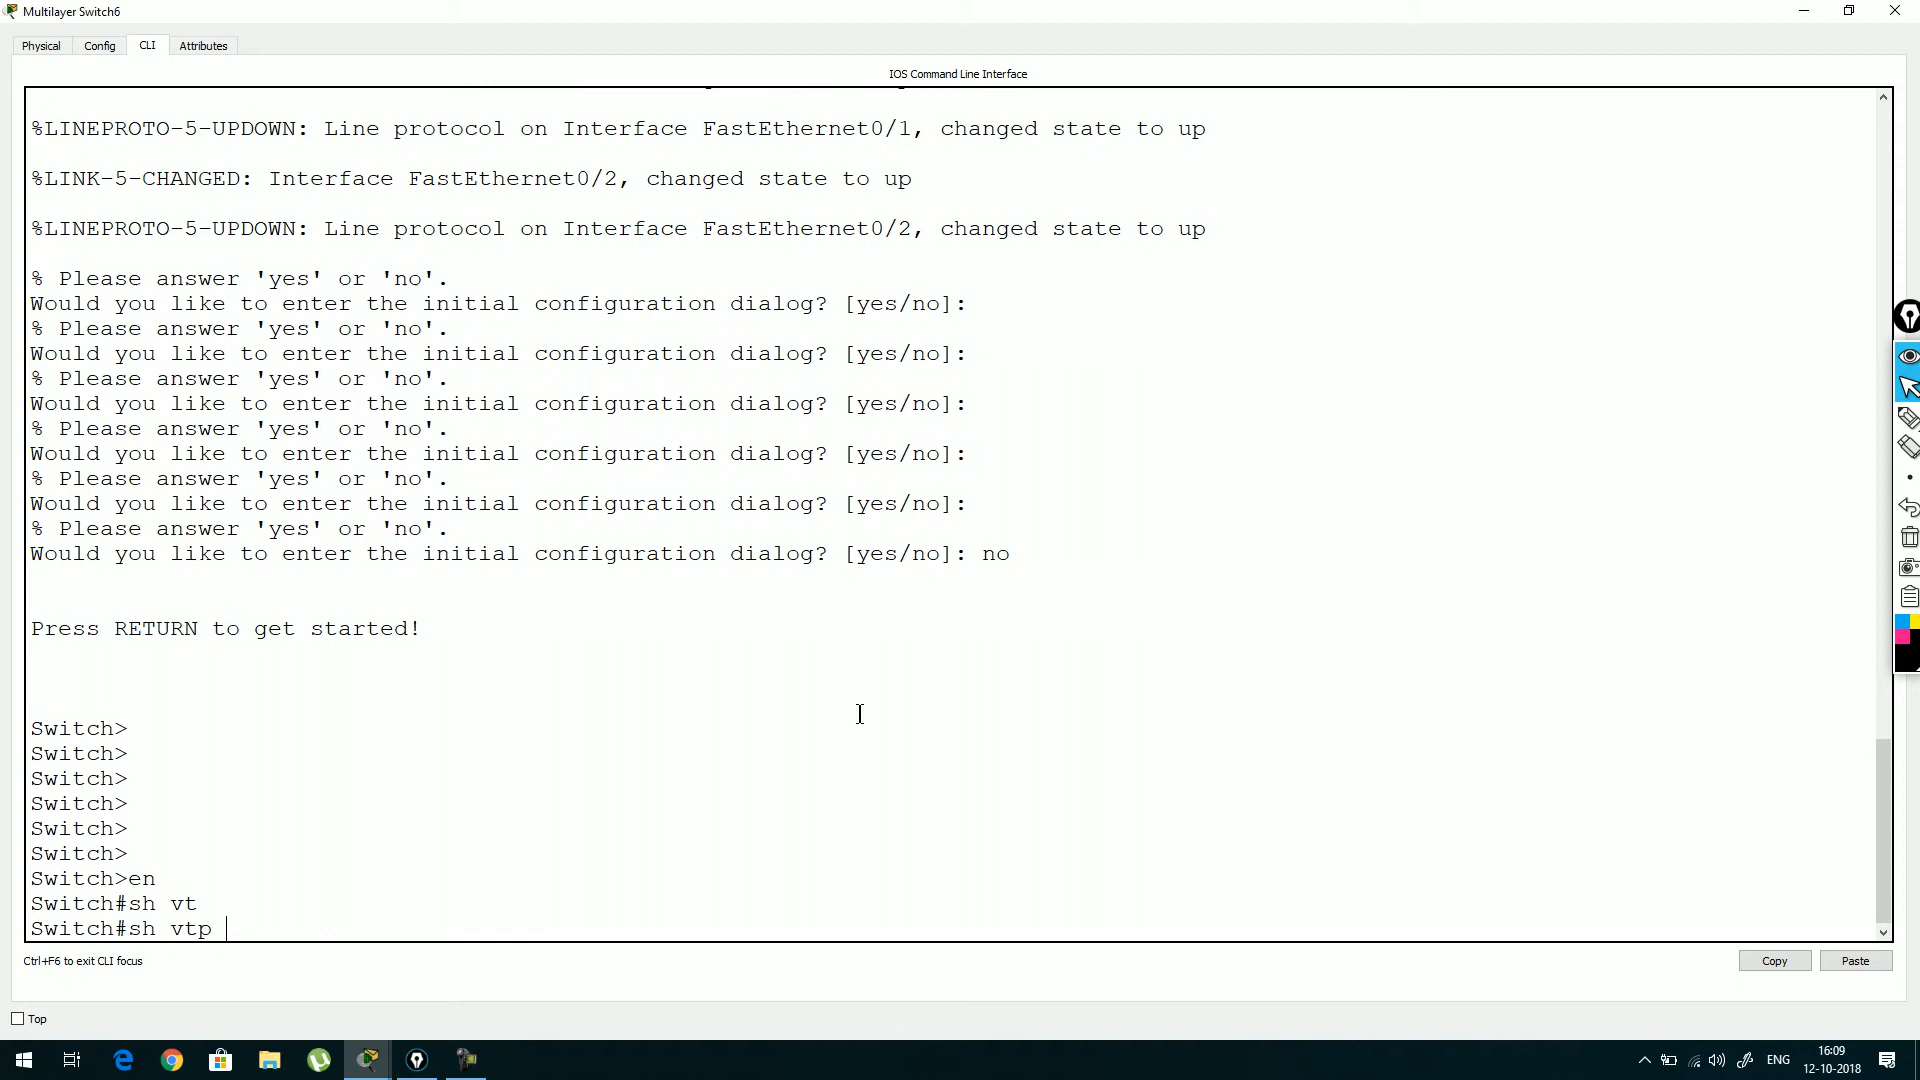 Multilayer Switch6
Physical Config CLI Attributes
IOS Command Line Interface
%LINEPROTO-5-UPDOWN: Line protocol on Interface FastEthernet0/1, changed state to up
%LINK-5-CHANGED: Interface FastEthernet0/2, changed state to up
%LINEPROTO-5-UPDOWN: Line protocol on Interface FastEthernet0/2, changed state to up
% Please answer 'yes' or 'no'.
Would you like to enter the initial configuration dialog? [yes/no]:
% Please answer 'yes' or 'no'.
Would you like to enter the initial configuration dialog? [yes/no]:
% Please answer 'yes' or 'no'.
Would you like to enter the initial configuration dialog? [yes/no]:
% Please answer 'yes' or 'no'.
Would you like to enter the initial configuration dialog? [yes/no]:
% Please answer 'yes' or 'no'.
Would you like to enter the initial configuration dialog? [yes/no]:
% Please answer 'yes' or 'no'.
Would you like to enter the initial configuration dialog? [yes/no]: no
Press RETURN to get started!
Switch>
Switch>
Switch>
Switch>
Switch>
Switch>
Switch>en
Switch#sh vt
Switch#sh vtp
Ctrl+F6 to exit CLI focus
Copy Paste
Top
ENG
16:09
12-10-2018